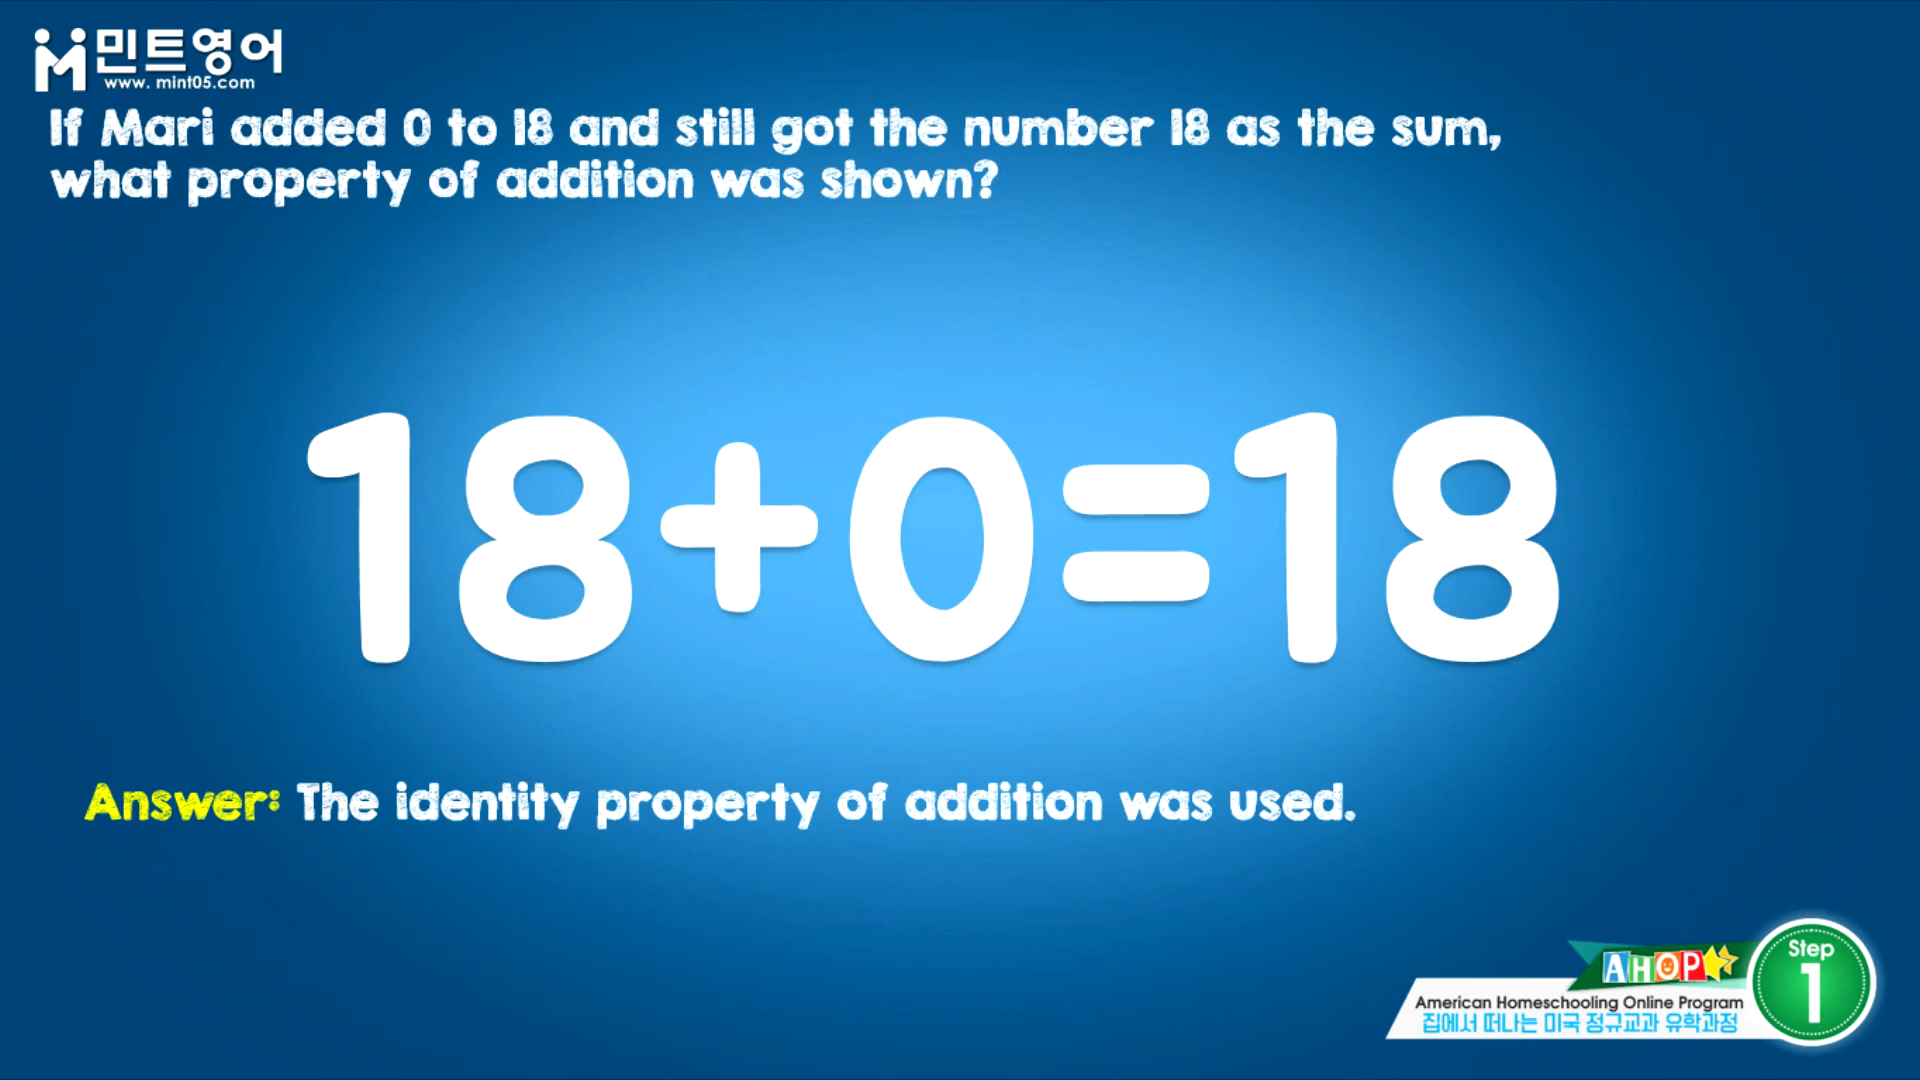 민트영어
www. mint05.com
If Mari added 0 to 18 and still got the number 18 as the sum,
what property of addition was shown?
18+0=18
Answer: The identity property of addition was used.
AHOP
Step
1
American Homeschooling Online Program
집에서 떠나는 미국 정규교과 유학과정